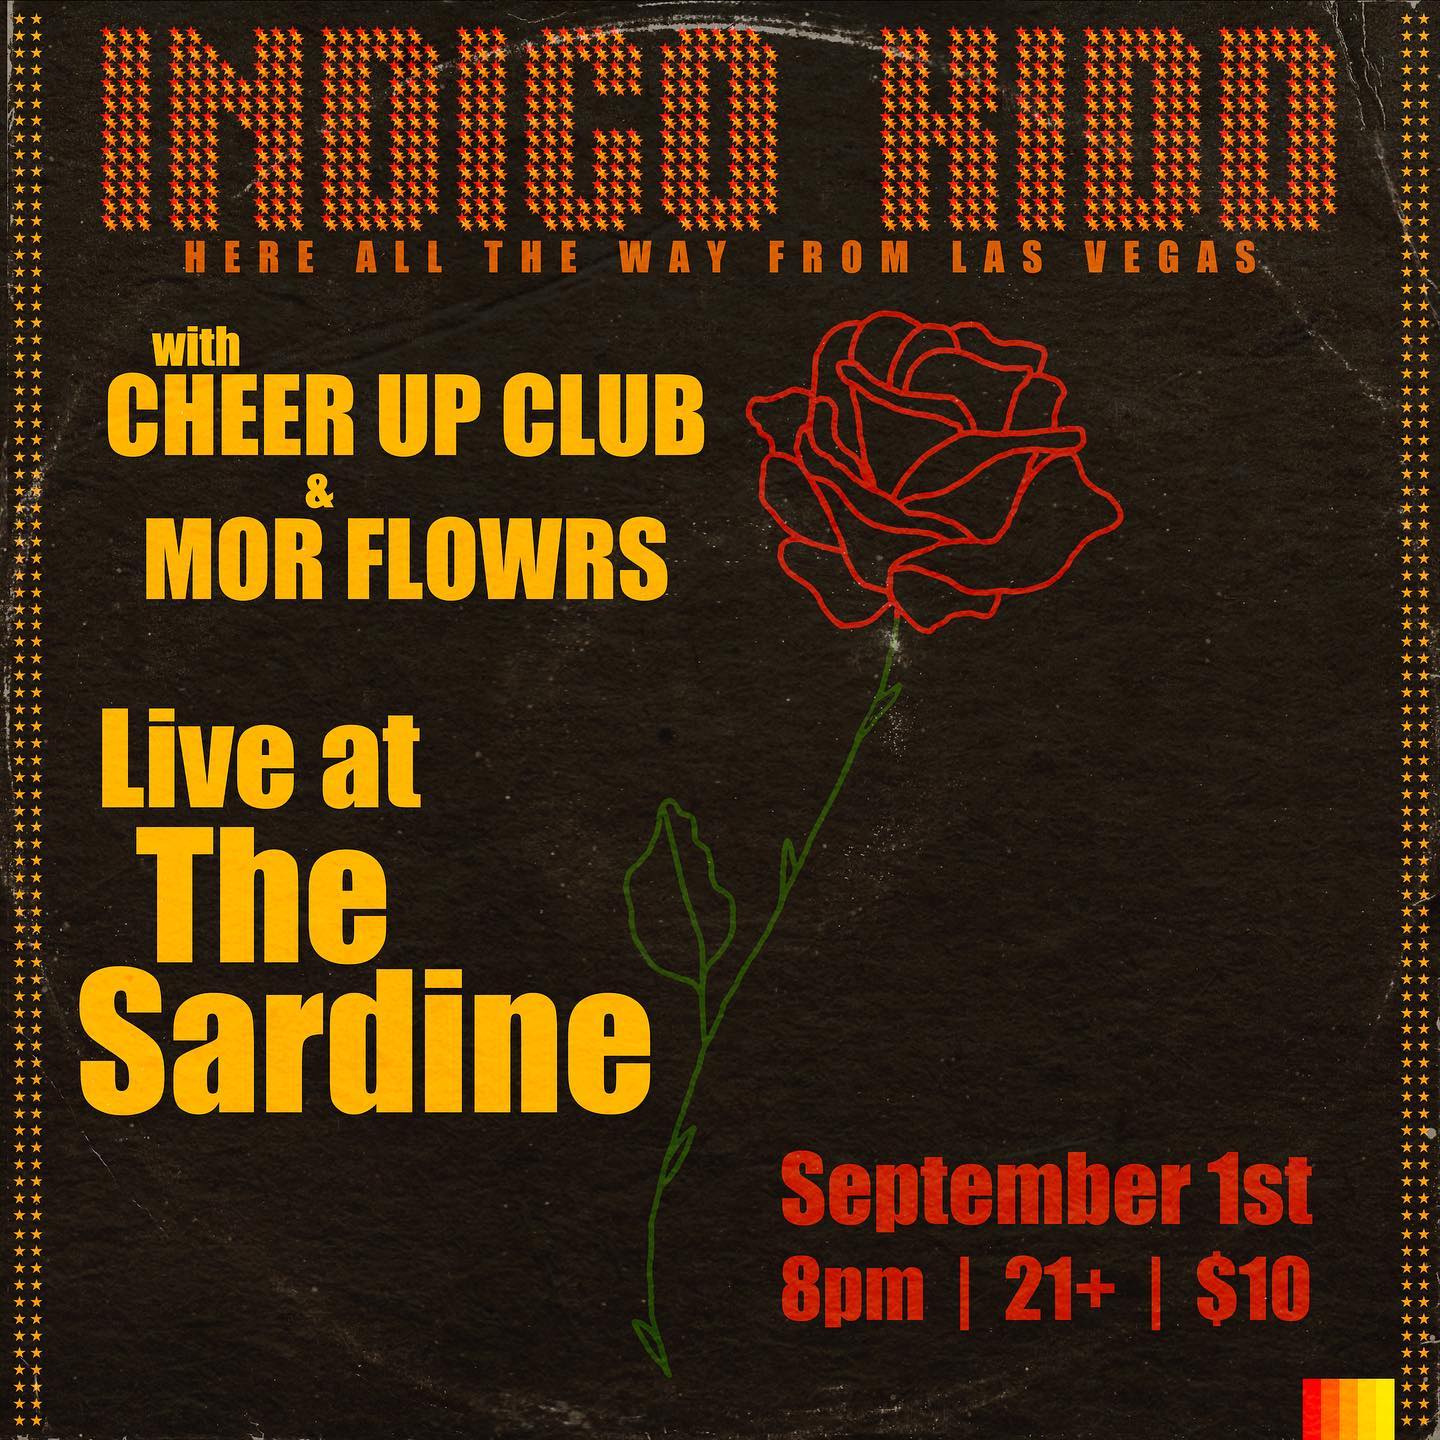 INDIGO KIDD
HERE ALL THE WAY FROM LAS VEGAS
with
CHEER UP CLUB
&
MOR FLOWRS
Live at
The
Sardine
September 1st
8pm | 21+ | $10